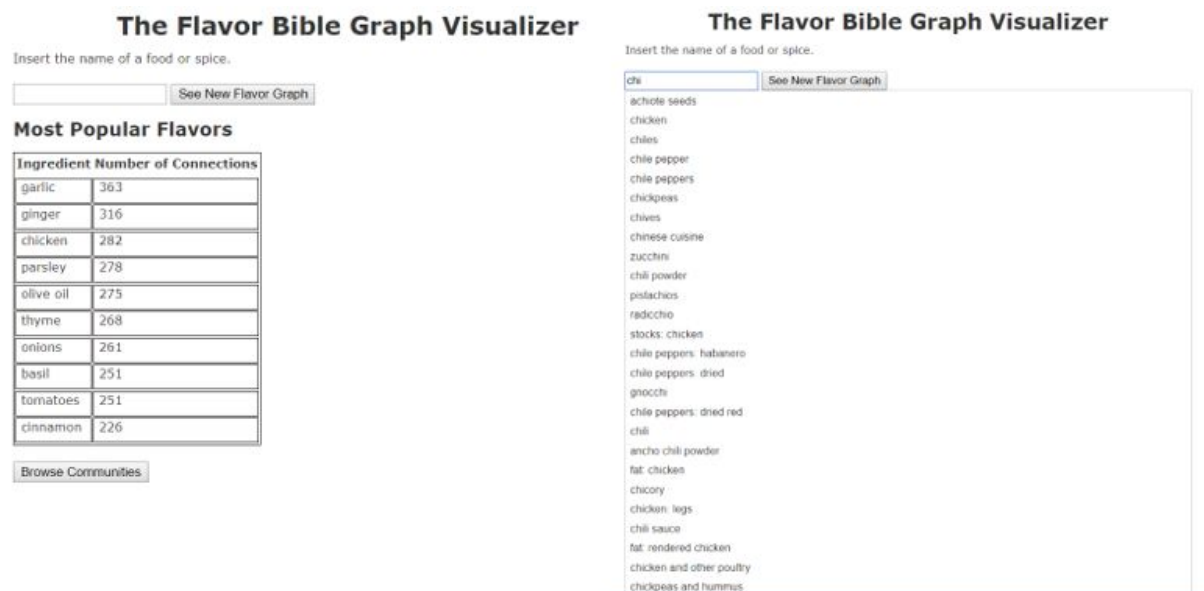 The Flavor Bible Graph Visualizer
Insert the name of a food or spice.
See New Flavor Graph
Most Popular Flavors
Ingredient Number of Connections
garlic 363
ginger 316
chicken 282
parsley 278
olive oil 275
thyme 268
onions 261
basil 251
tomatoes 251
cinnamon 226
Browse Communities
The Flavor Bible Graph Visualizer
Insert the name of a food or spice.
chi See New Flavor Graph
achiote seeds
chicken
chiles
chile pepper
chile peppers
chickpeas
chives
chinese cuisine
zucchini
chili powder
pistachios
radicchio
stocks: chicken
chile peppers: habanero
chile peppers: dried
gnocchi
chile peppers: dried red
chili
ancho chili powder
fat: chicken
chicory
chicken: legs
chili sauce
fat: rendered chicken
chicken and other poultry
chickpeas and hummus